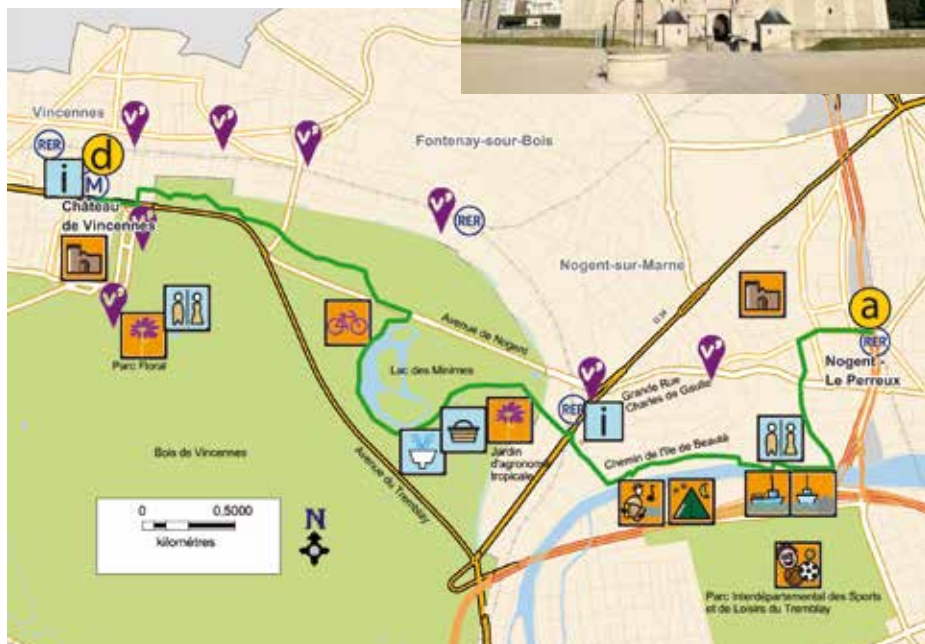 Vincennes
RER
i
d
M
Château
de Vincennes
V'
V'
V'
V'
V'
Fontenay-sour-Bois
V'
RER
Nogent-sur-Marne
a
RER
Nogent -
Le Perreux
Parc Floral
Avenue de Nogent
Lac des Minimes
V'
V'
Grande Rue
Charles de Gaulle
RER
i
Jardin
d'agronomie
tropicale
Chemin de l'Ile de Beauté
Bois de Vincennes
Avenue du Tremblay
0 0.5000
kilomètres
N
Parc Interdépartemental des Sports
et de Loisirs du Tremblay